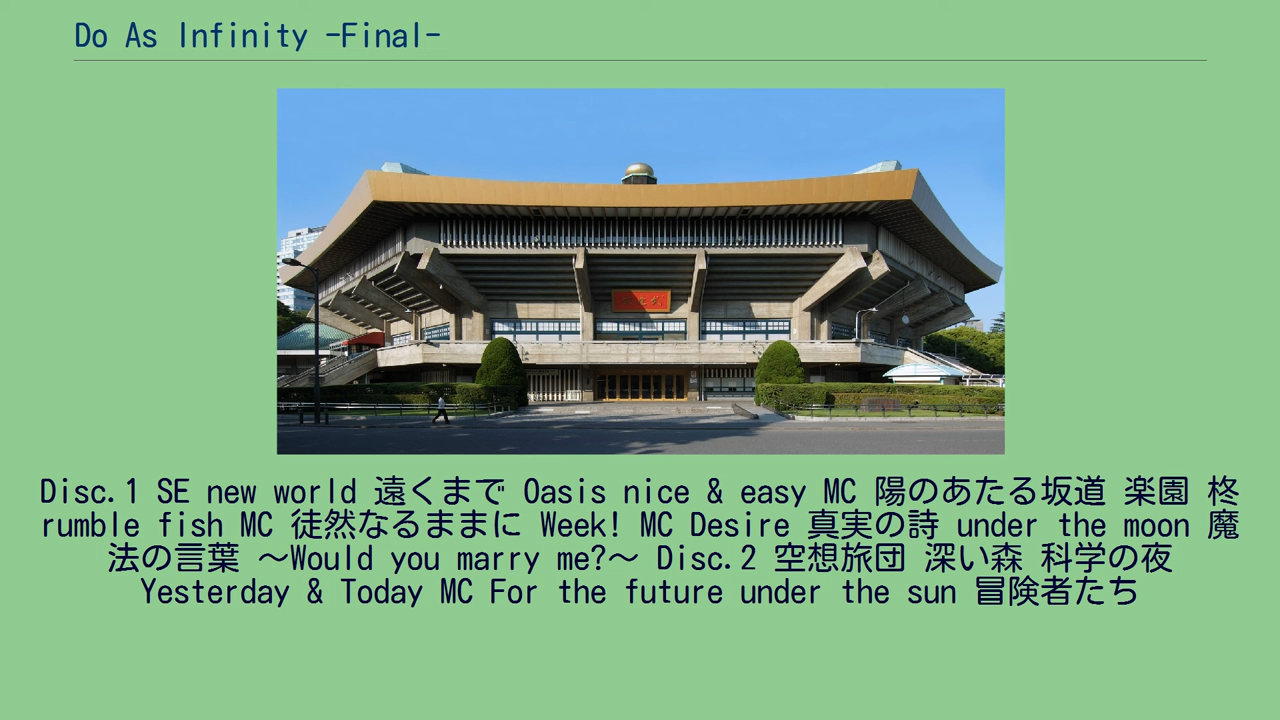 Do As Infinity -Final-
Disc.1 SE new world 遠くまで Oasis nice & easy MC 陽のあたる坂道 楽園 柊
rumble fish MC 徒然なるままに Week! MC Desire 真実の詩 under the moon 魔
法の言葉 〜Would you marry me?〜 Disc.2 空想旅団 深い森 科学の夜
Yesterday & Today MC For the future under the sun 冒険者たち